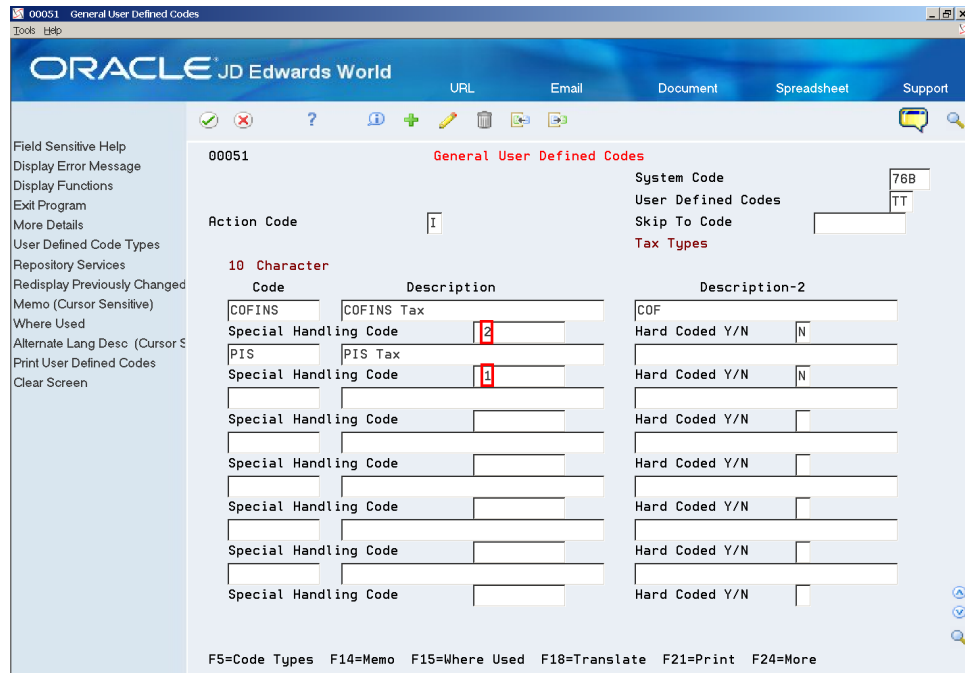 00051 General User Defined Codes
Tools Help
ORACLE JD Edwards World
URL Email Document Spreadsheet Support
Field Sensitive Help
Display Error Message
Display Functions
Exit Program
More Details
User Defined Code Types
Repository Services
Redisplay Previously Changed
Memo (Cursor Sensitive)
Where Used
Alternate Lang Desc (Cursor S
Print User Defined Codes
Clear Screen
00051 General User Defined Codes
System Code 76B
User Defined Codes TT
Action Code I Skip To Code
Tax Types
10 Character
Code Description Description-2
COFINS COFINS Tax COF
Special Handling Code 2 Hard Coded Y/N N
PIS PIS Tax
Special Handling Code 1 Hard Coded Y/N N
Special Handling Code Hard Coded Y/N
Special Handling Code Hard Coded Y/N
Special Handling Code Hard Coded Y/N
Special Handling Code Hard Coded Y/N
Special Handling Code Hard Coded Y/N
F5=Code Types F14=Memo F15=Where Used F18=Translate F21=Print F24=More